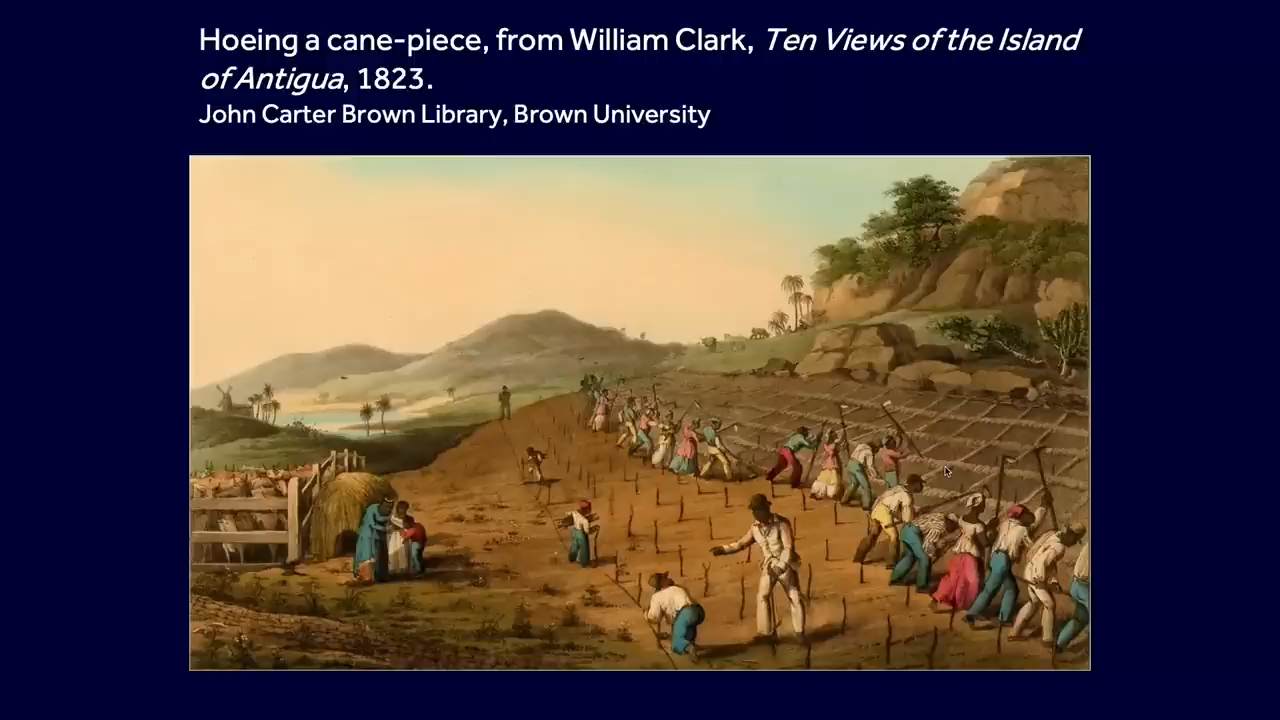 Hoeing a cane-piece, from William Clark, Ten Views of the Island
of Antigua, 1823.
John Carter Brown Library, Brown University